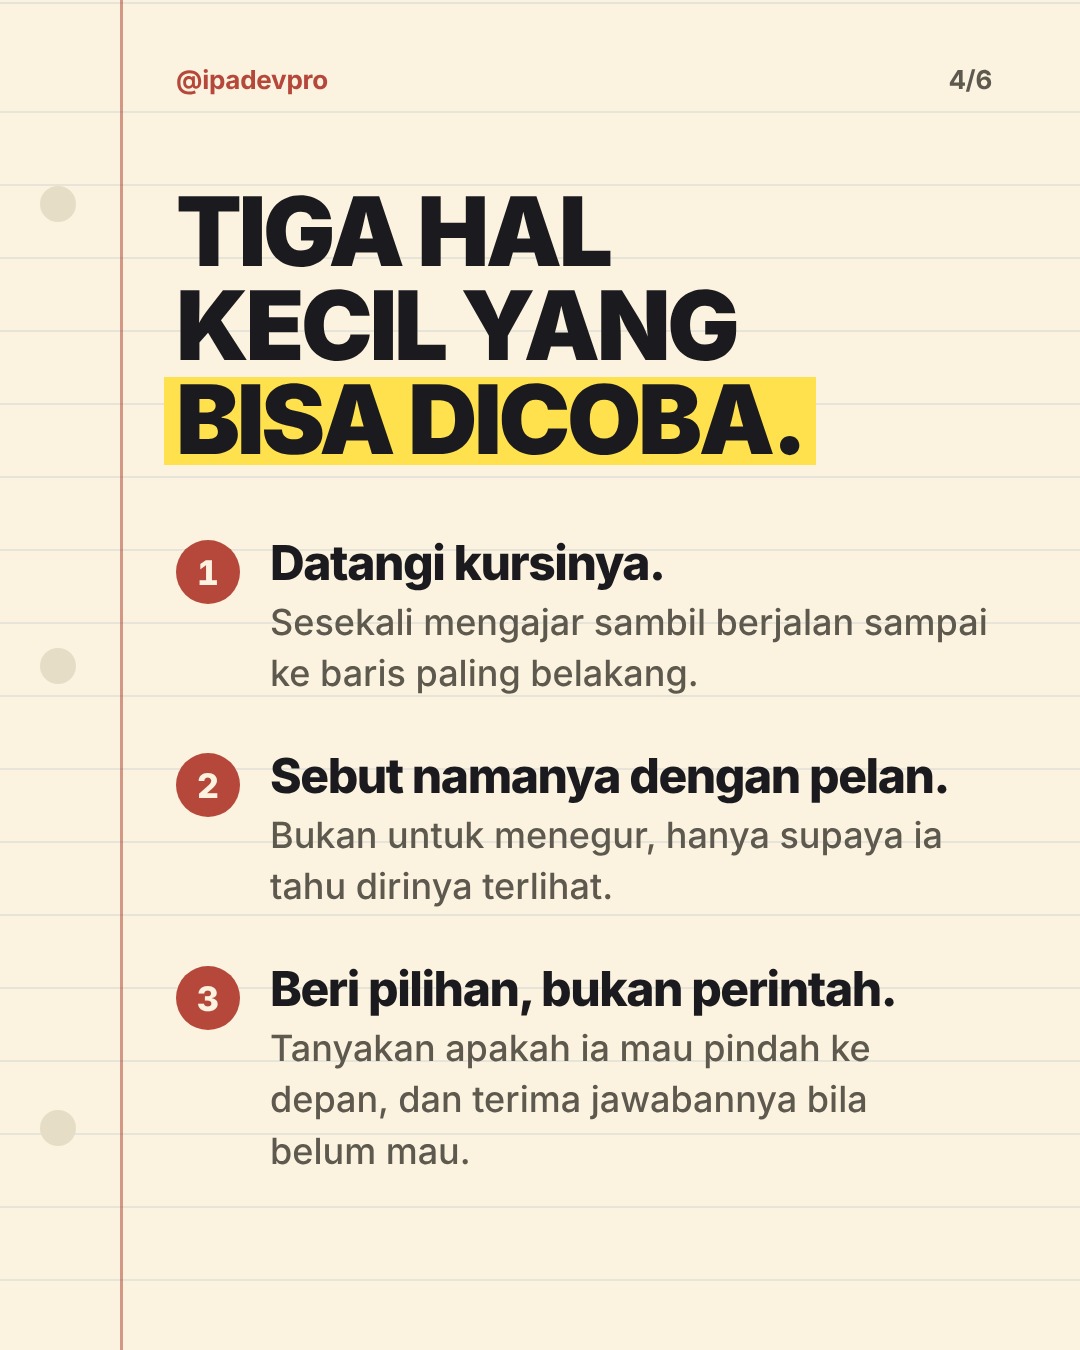 @ipadevpro
4/6
TIGA HAL
KECIL YANG
BISA DICOBA.
1
Datangi kursinya.
Sesekali mengajar sambil berjalan sampai
ke baris paling belakang.
2
Sebut namanya dengan pelan.
Bukan untuk menegur, hanya supaya ia
tahu dirinya terlihat.
3
Beri pilihan, bukan perintah.
Tanyakan apakah ia mau pindah ke
depan, dan terima jawabannya bila
belum mau.